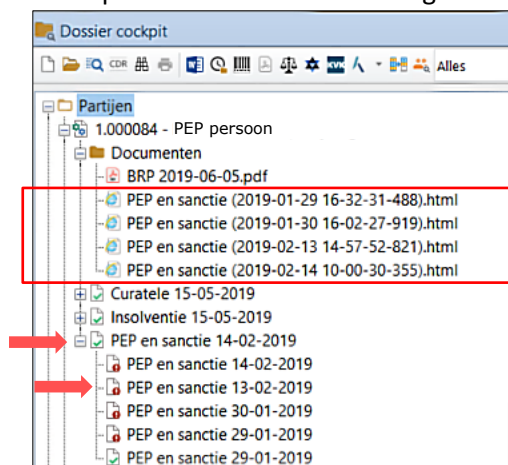 Dossier cockpit
CDR KVK Alles
Partijen
1.000084 - PEP persoon
Documenten
BRP 2019-06-05.pdf
PEP en sanctie (2019-01-29 16-32-31-488).html
PEP en sanctie (2019-01-30 16-02-27-919).html
PEP en sanctie (2019-02-13 14-57-52-821).html
PEP en sanctie (2019-02-14 10-00-30-355).html
Curatele 15-05-2019
Insolventie 15-05-2019
PEP en sanctie 14-02-2019
PEP en sanctie 14-02-2019
PEP en sanctie 13-02-2019
PEP en sanctie 30-01-2019
PEP en sanctie 29-01-2019
PEP en sanctie 29-01-2019